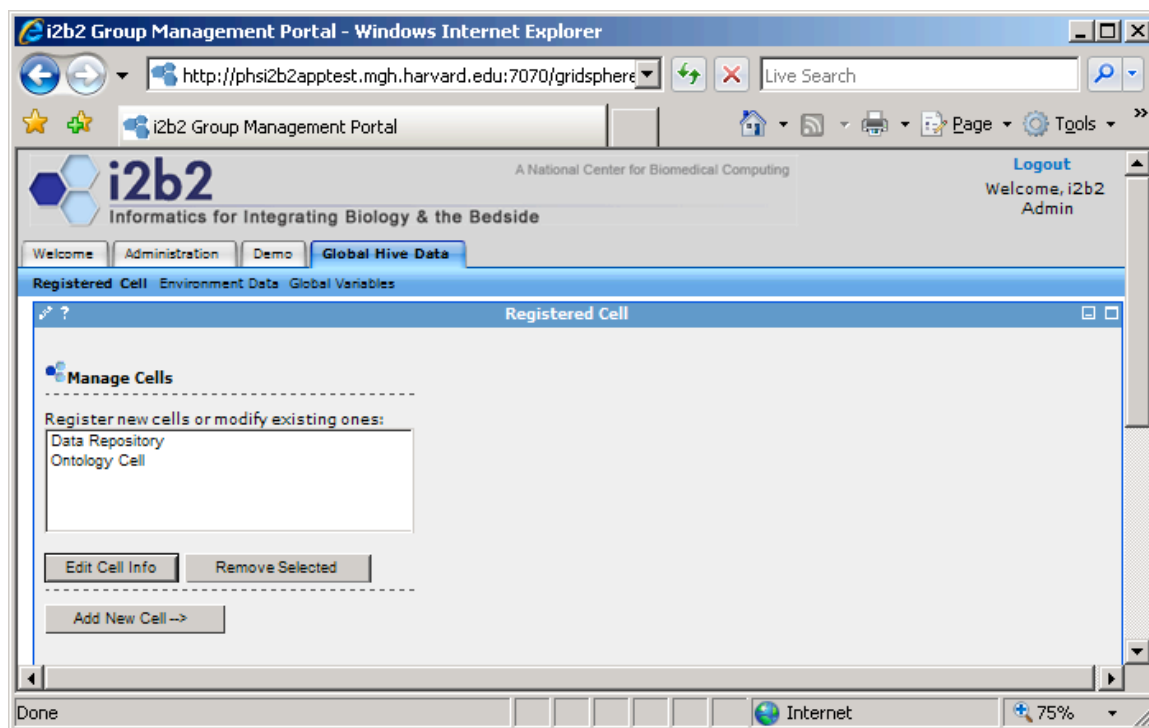 i2b2 Group Management Portal - Windows Internet Explorer
http://phsi2b2apptest.mgh.harvard.edu:7070/gridsphere
Live Search
i2b2 Group Management Portal
Page
Tools
»
i2b2
A National Center for Biomedical Computing
Informatics for Integrating Biology & the Bedside
Logout
Welcome, i2b2
Admin
Welcome Administration Demo Global Hive Data
Registered Cell Environment Data Global Variables
? Registered Cell
Manage Cells
Register new cells or modify existing ones:
Data Repository
Ontology Cell
Edit Cell Info Remove Selected
Add New Cell-->
Done Internet 75%